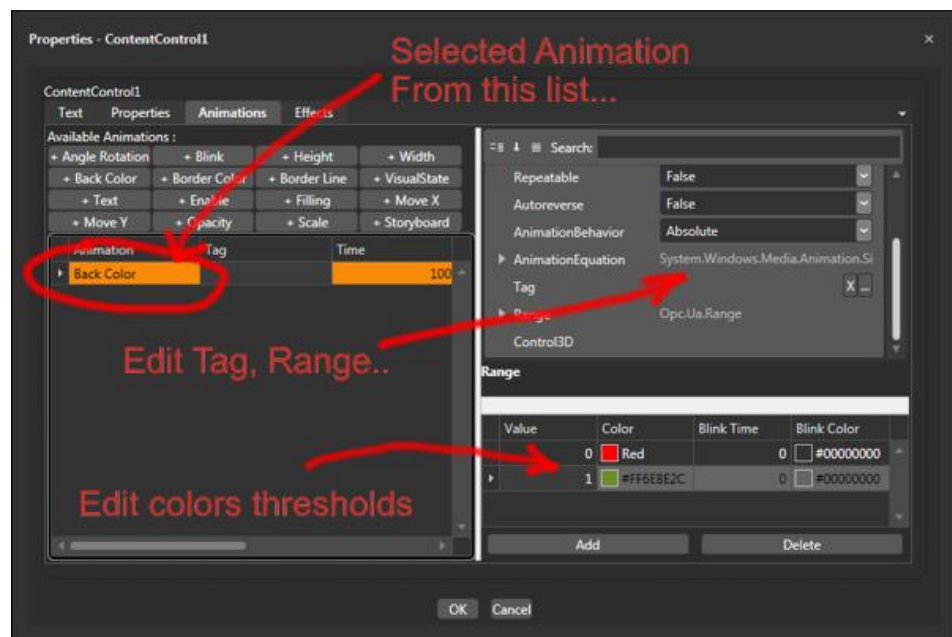 Properties - ContentControl1
Selected Animation
From this list...
ContentControl1
Text Properties Animations Effects
Available Animations :
+ Angle Rotation + Blink + Height + Width
+ Back Color + Border Color + Border Line + VisualState
+ Text + Enable + Filling + Move X
+ Move Y + Opacity + Scale + Storyboard
Animation Tag Time
Back Color 100
Edit Tag, Range..
Edit colors thresholds
Search:
Repeatable False
Autoreverse False
AnimationBehavior Absolute
AnimationEquation System.Windows.Media.Animation.Si
Tag X ...
Range Opc.Ua.Range
Control3D
Range
Value Color Blink Time Blink Color
0 Red 0 #00000000
1 #FF6E8E2C 0 #00000000
Add Delete
OK Cancel